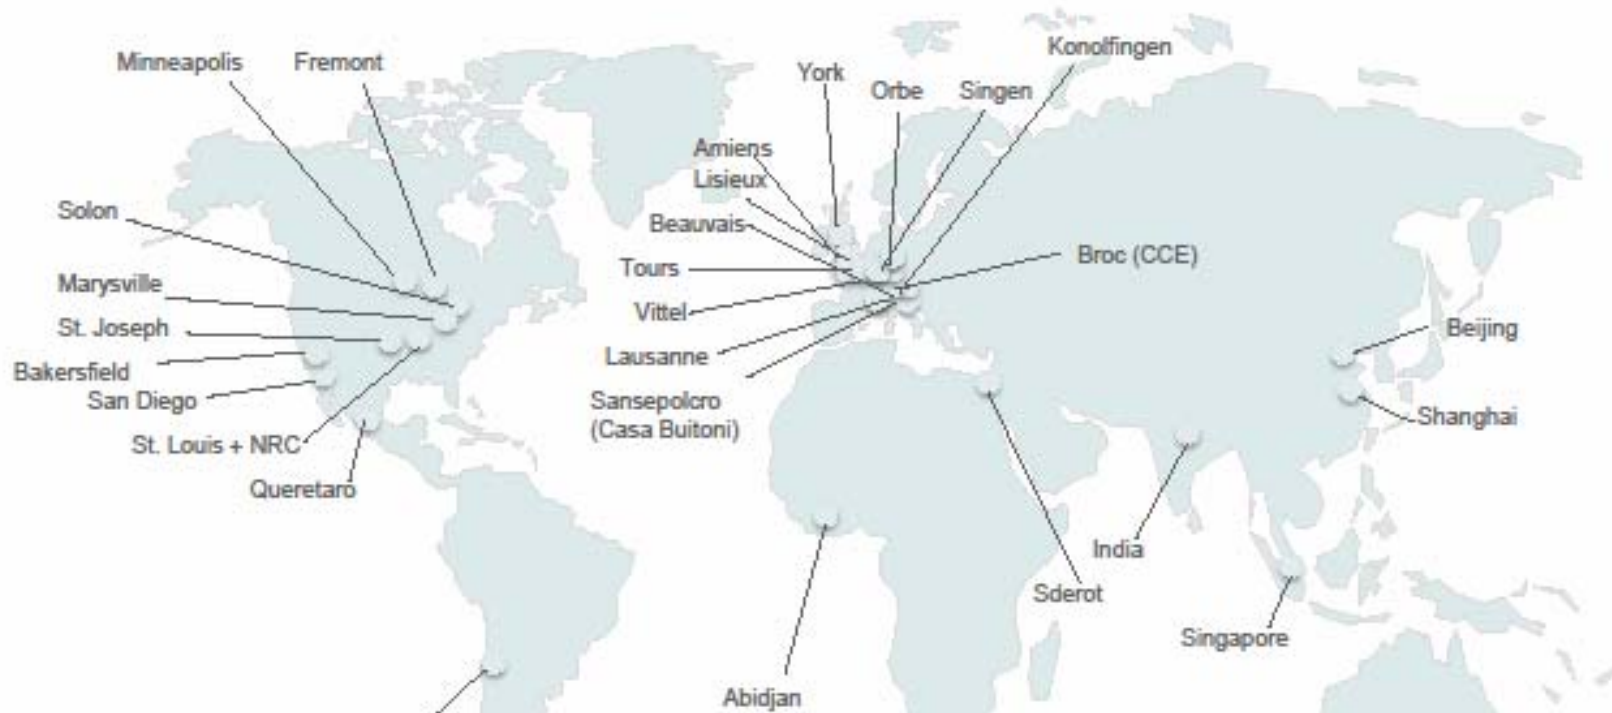 Minneapolis
Fremont
Solon
Marysville
St. Joseph
Bakersfield
San Diego
St. Louis + NRC
Queretaro
York
Orbe
Singen
Konolfingen
Amiens
Lisieux
Beauvais
Tours
Vittel
Lausanne
Sansepolcro
(Casa Buitoni)
Broc (CCE)
Beijing
Shanghai
India
Sderot
Singapore
Abidjan